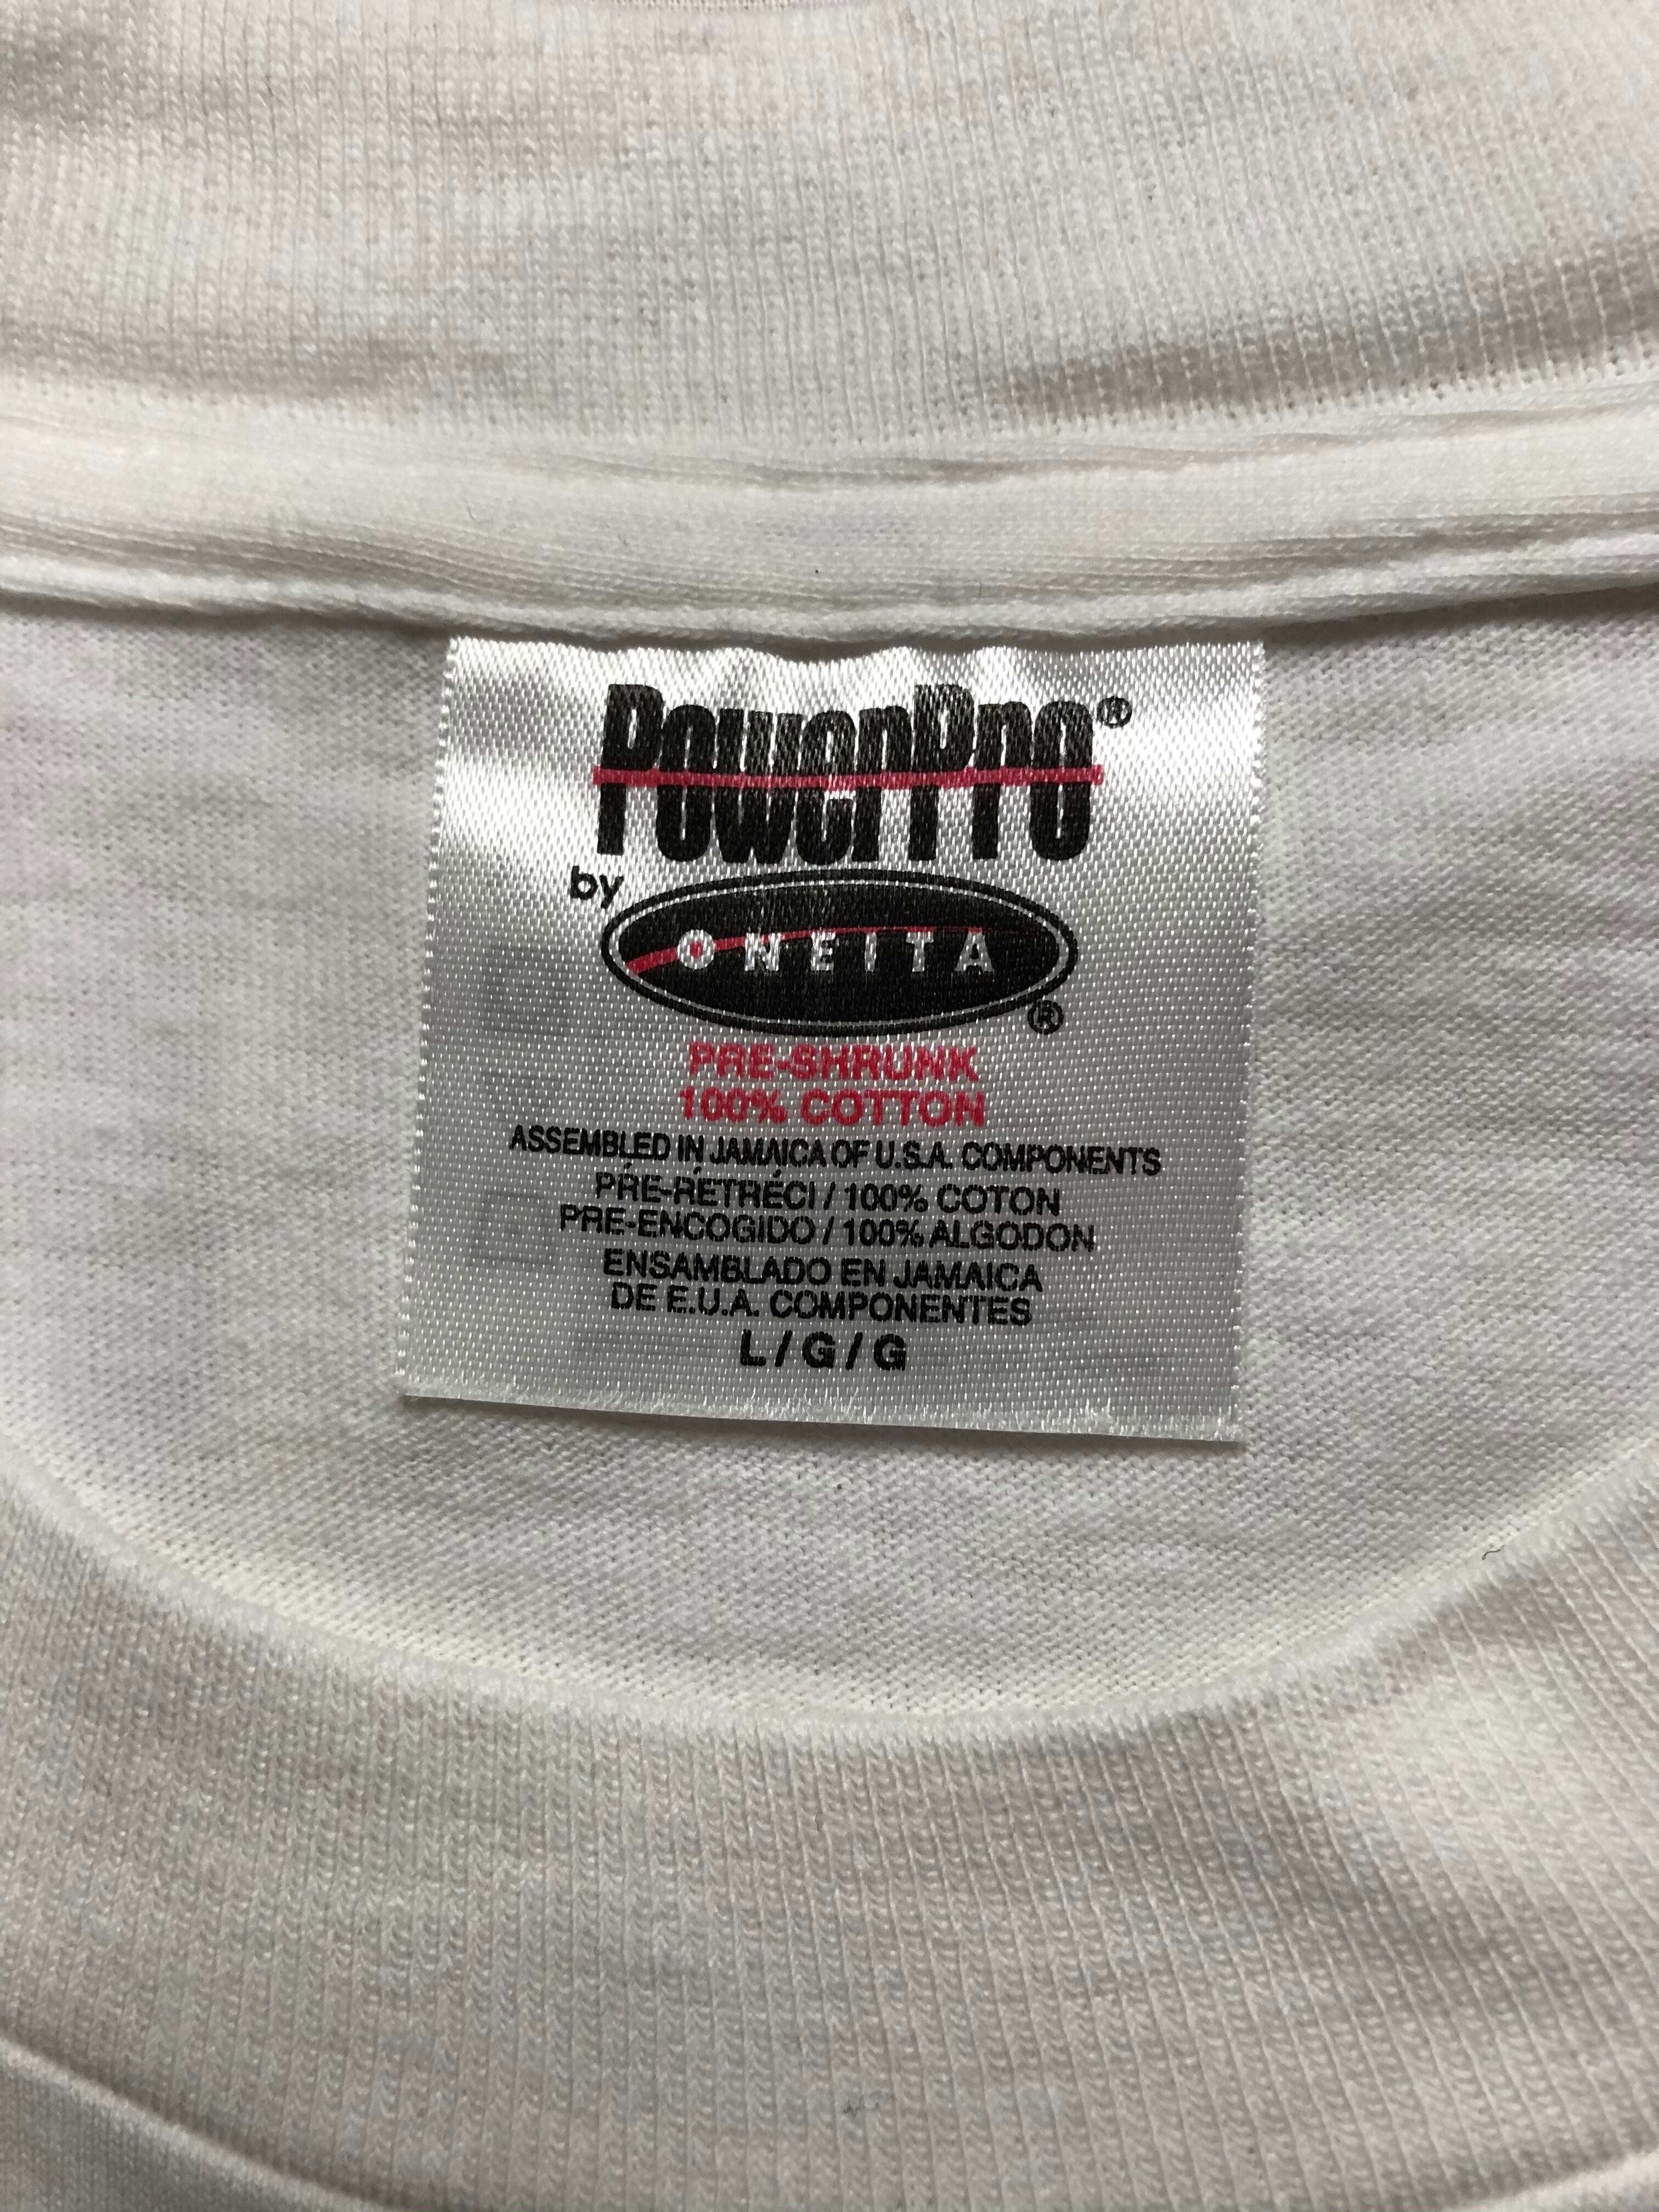 PowerPro®
by ONEITA®
PRE-SHRUNK
100% COTTON
ASSEMBLED IN JAMAICA OF U.S.A. COMPONENTS
PRÉ-RÉTRÉCI / 100% COTON
PRE-ENCOGIDO / 100% ALGODON
ENSAMBLADO EN JAMAICA
DE E.U.A. COMPONENTES
L / G / G